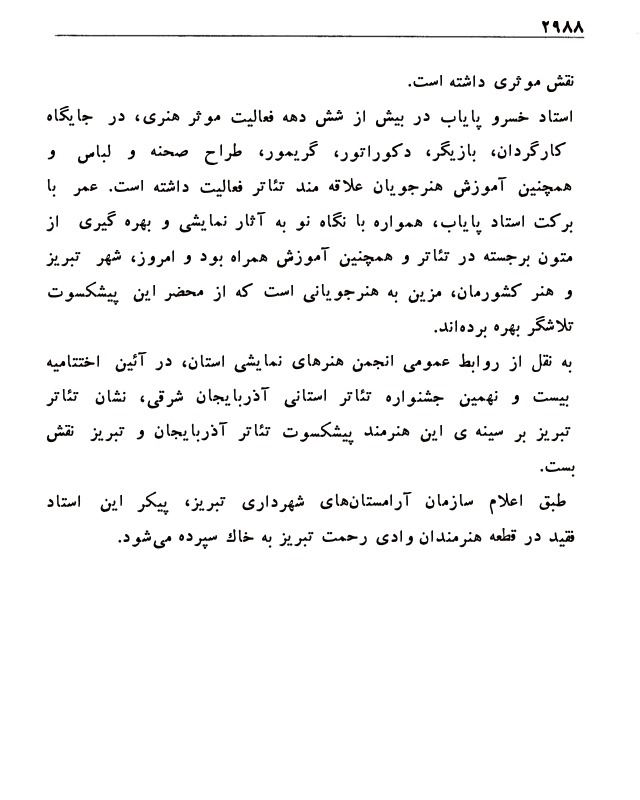 ۲۹۸۸
نقش موثری داشته است.
استاد خسرو پایاب در بیش از شش دهه فعالیت موثر هنری، در جایگاه
کارگردان، بازیگر، دکوراتور، گریمور، طراح صحنه و لباس و
همچنین آموزش هنرجویان علاقه مند تئاتر فعالیت داشته است. عمر با
برکت استاد پایاب، همواره با نگاه نو به آثار نمایشی و بهره گیری از
متون برجسته در تئاتر و همچنین آموزش همراه بود و امروز، شهر تبریز
و هنر کشورمان، مزین به هنرجویانی است که از محضر این پیشکسوت
تلاشگر بهره برده‌اند.
به نقل از روابط عمومی انجمن هنرهای نمایشی استان، در آئین اختتامیه
بیست و نهمین جشنواره تئاتر استانی آذربایجان شرقی، نشان تئاتر
تبریز بر سینه ی این هنرمند پیشکسوت تئاتر آذربایجان و تبریز نقش
بست.
طبق اعلام سازمان آرامستان‌های شهرداری تبریز، پیکر این استاد
فقید در قطعه هنرمندان وادی رحمت تبریز به خاك سپرده می‌شود.